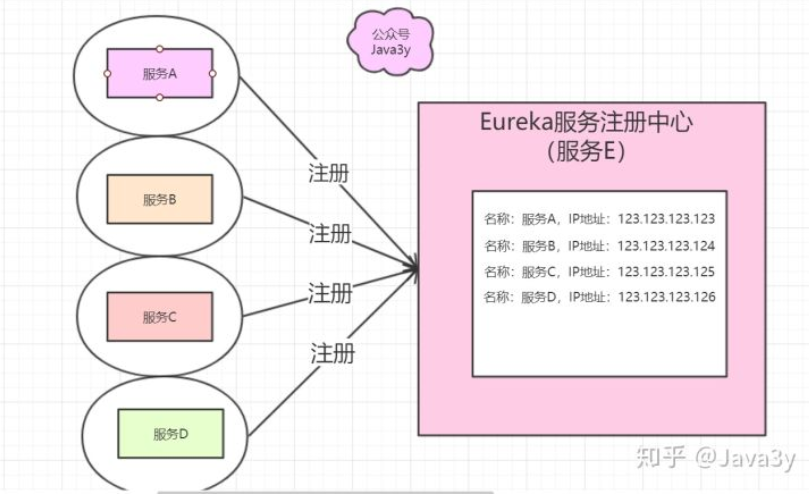 公众号
Java3y
服务A
服务B
服务C
服务D
注册
注册
注册
注册
Eureka服务注册中心
（服务E）
名称：服务A，IP地址：123.123.123.123
名称：服务B，IP地址：123.123.123.124
名称：服务C，IP地址：123.123.123.125
名称：服务D，IP地址：123.123.123.126
知乎 @Java3y